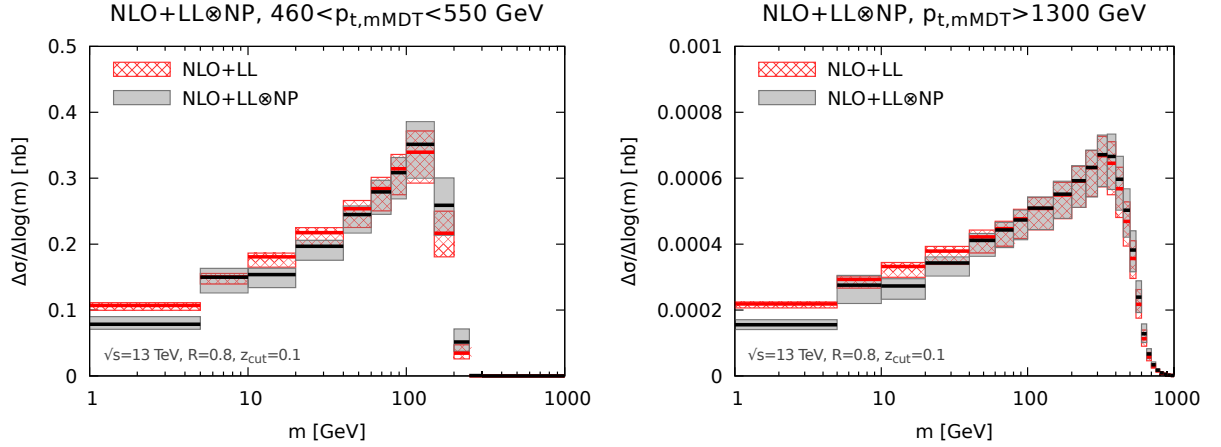 NLO+LL⊗NP, 460<p_t,mMDT<550 GeV
Δσ/Δlog(m) [nb]
0.5
0.4
0.3
0.2
0.1
0
NLO+LL
NLO+LL⊗NP
√s=13 TeV, R=0.8, z_cut=0.1
1 10 100 1000
m [GeV]
NLO+LL⊗NP, p_t,mMDT>1300 GeV
Δσ/Δlog(m) [nb]
0.001
0.0008
0.0006
0.0004
0.0002
0
NLO+LL
NLO+LL⊗NP
√s=13 TeV, R=0.8, z_cut=0.1
1 10 100 1000
m [GeV]